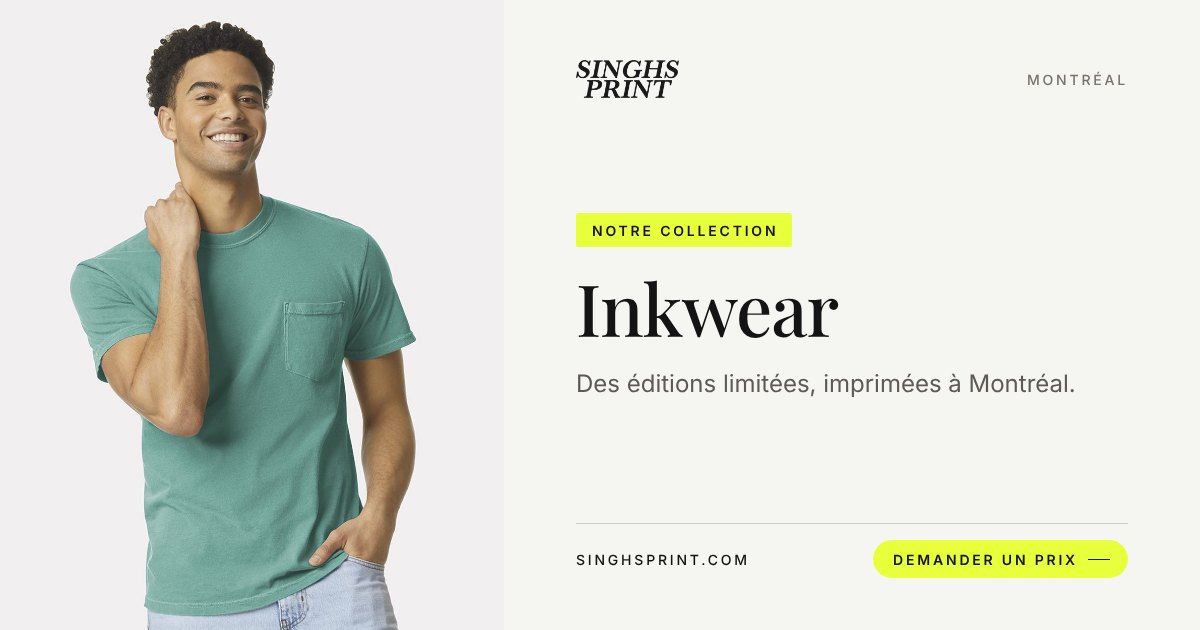 SINGHS
PRINT
MONTRÉAL
NOTRE COLLECTION
Inkwear
Des éditions limitées, imprimées à Montréal.
SINGHSPRINT.COM
DEMANDER UN PRIX —